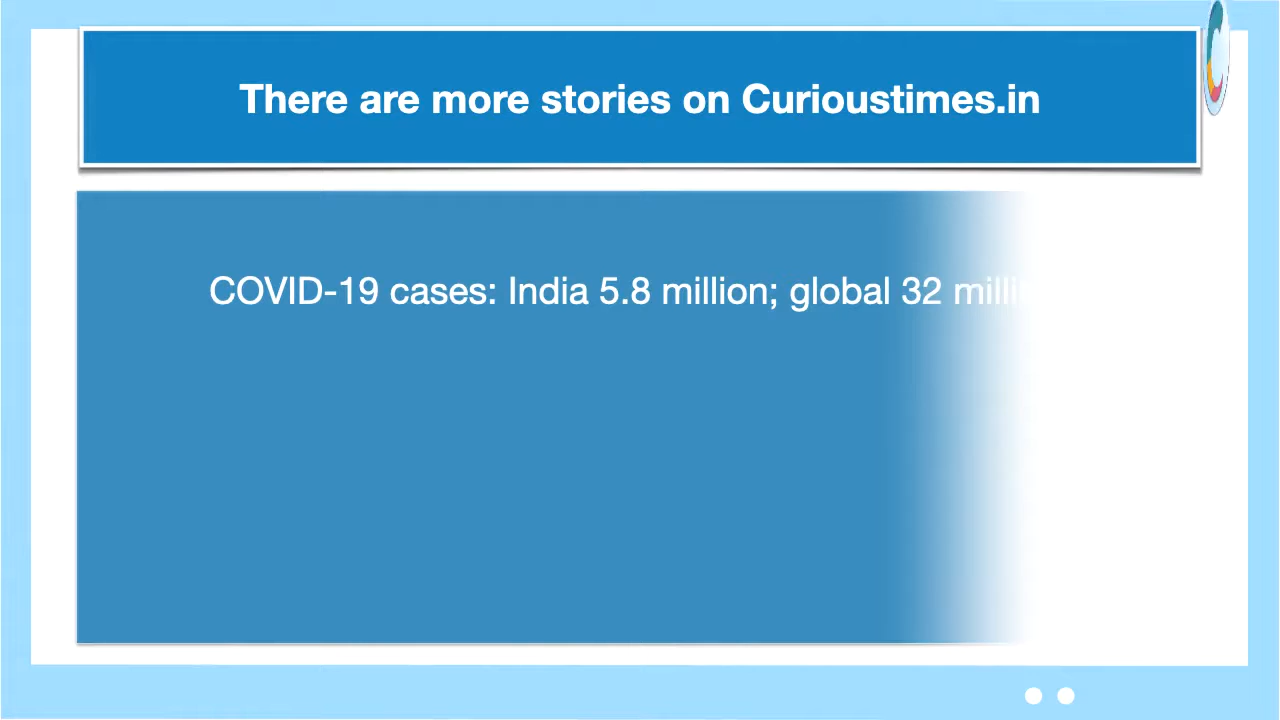 There are more stories on Curioustimes.in
COVID-19 cases: India 5.8 million; global 32